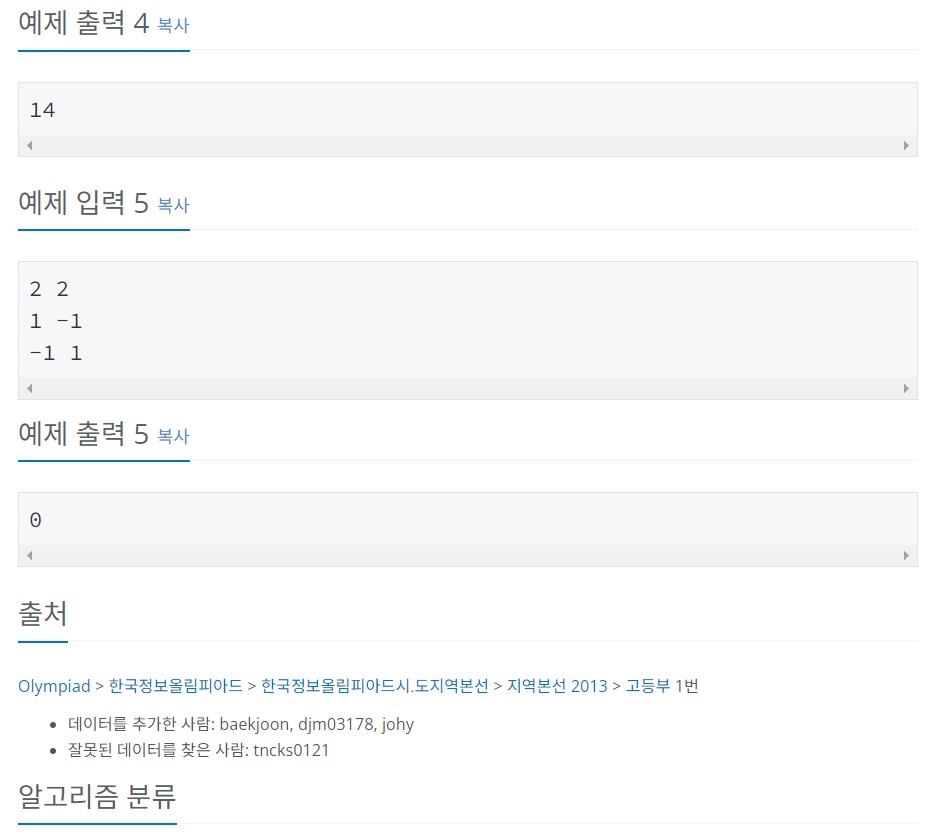 예제 출력 4 복사
14
예제 입력 5 복사
2 2
1 -1
-1 1
예제 출력 5 복사
0
출처
Olympiad > 한국정보올림피아드 > 한국정보올림피아드시.도지역본선 > 지역본선 2013 > 고등부 1번
데이터를 추가한 사람: baekjoon, djm03178, johy
잘못된 데이터를 찾은 사람: tncks0121
알고리즘 분류